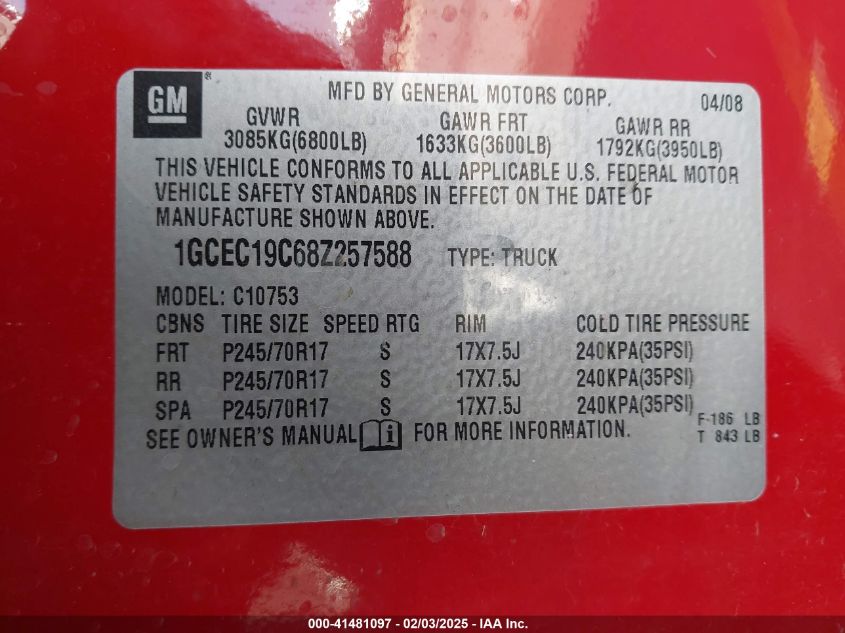 GM®
MFD BY GENERAL MOTORS CORP. 04/08
GVWR GAWR FRT GAWR RR
3085KG(6800LB) 1633KG(3600LB) 1792KG(3950LB)
THIS VEHICLE CONFORMS TO ALL APPLICABLE U.S. FEDERAL MOTOR
VEHICLE SAFETY STANDARDS IN EFFECT ON THE DATE OF
MANUFACTURE SHOWN ABOVE.
1GCEC19C68Z257588 TYPE: TRUCK
MODEL: C10753
CBNS TIRE SIZE SPEED RTG RIM COLD TIRE PRESSURE
FRT P245/70R17 S 17X7.5J 240KPA(35PSI)
RR P245/70R17 S 17X7.5J 240KPA(35PSI)
SPA P245/70R17 S 17X7.5J 240KPA(35PSI)
F-186 LB
SEE OWNER'S MANUAL i FOR MORE INFORMATION.
T 843 LB
000-41481097 - 02/03/2025 - IAA Inc.